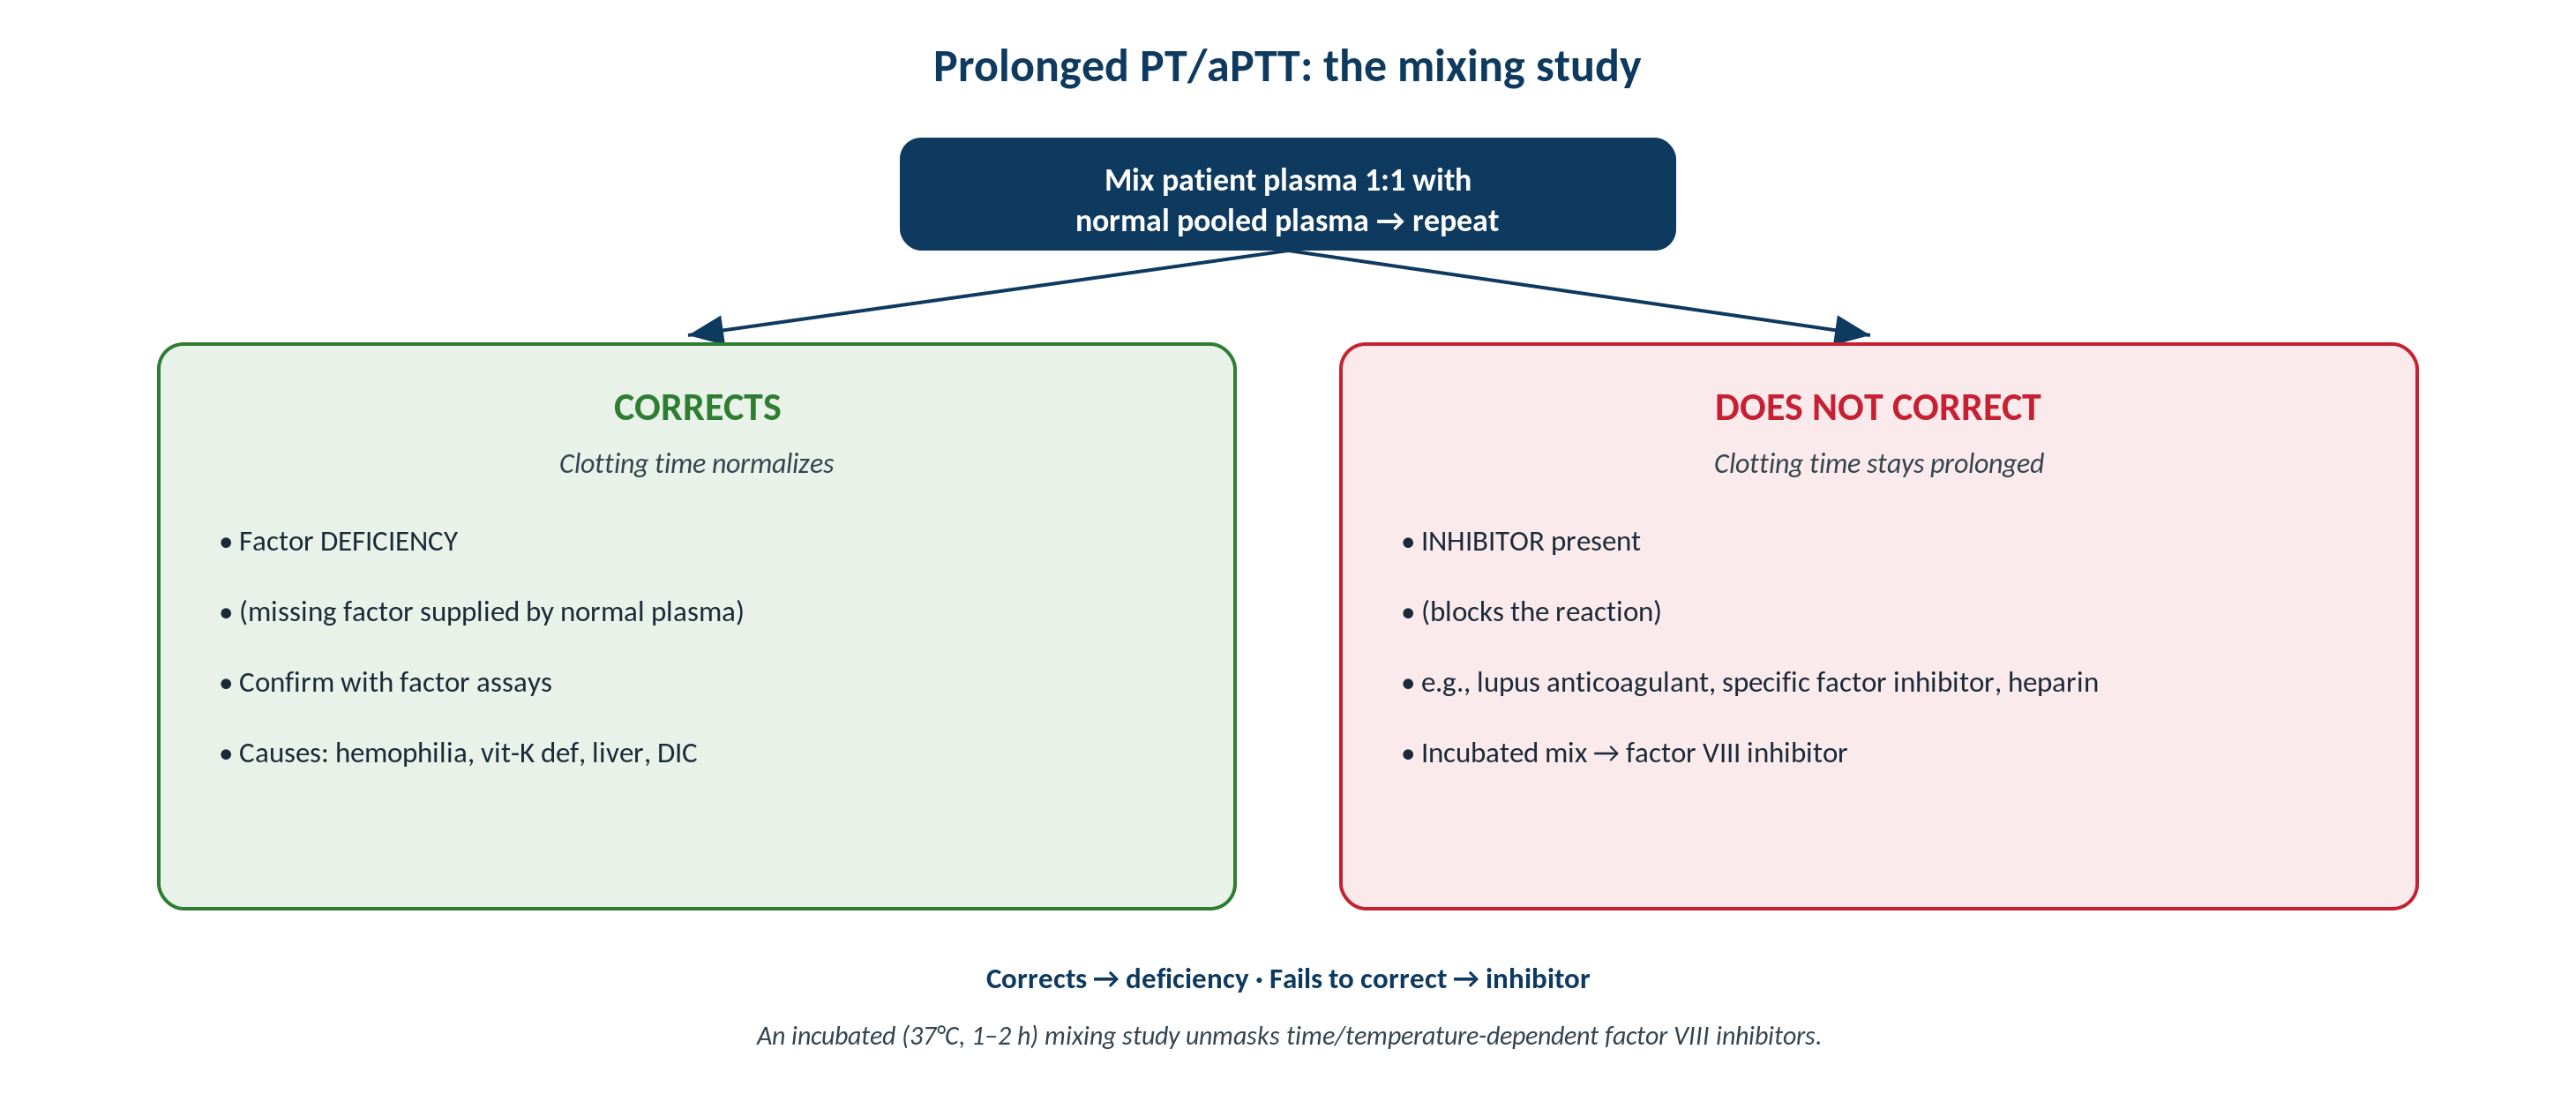 Prolonged PT/aPTT: the mixing study
Mix patient plasma 1:1 with
normal pooled plasma → repeat
CORRECTS
Clotting time normalizes
• Factor DEFICIENCY
• (missing factor supplied by normal plasma)
• Confirm with factor assays
• Causes: hemophilia, vit-K def, liver, DIC
DOES NOT CORRECT
Clotting time stays prolonged
• INHIBITOR present
• (blocks the reaction)
• e.g., lupus anticoagulant, specific factor inhibitor, heparin
• Incubated mix → factor VIII inhibitor
Corrects → deficiency · Fails to correct → inhibitor
An incubated (37°C, 1–2 h) mixing study unmasks time/temperature-dependent factor VIII inhibitors.